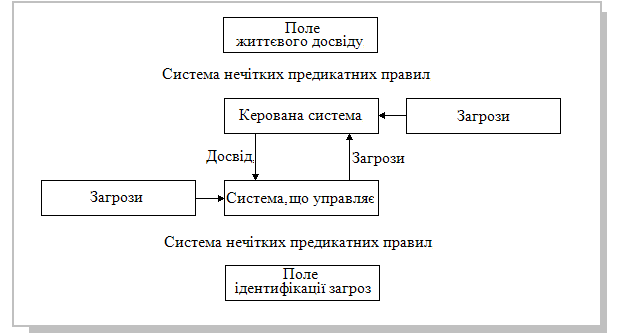 Поле
життєвого досвіду
Система нечітких предикатних правил
Керована система
Загрози
Досвід,
Загрози
Загрози
Система,що управляє
Система нечітких предикатних правил
Поле
ідентифікації загроз